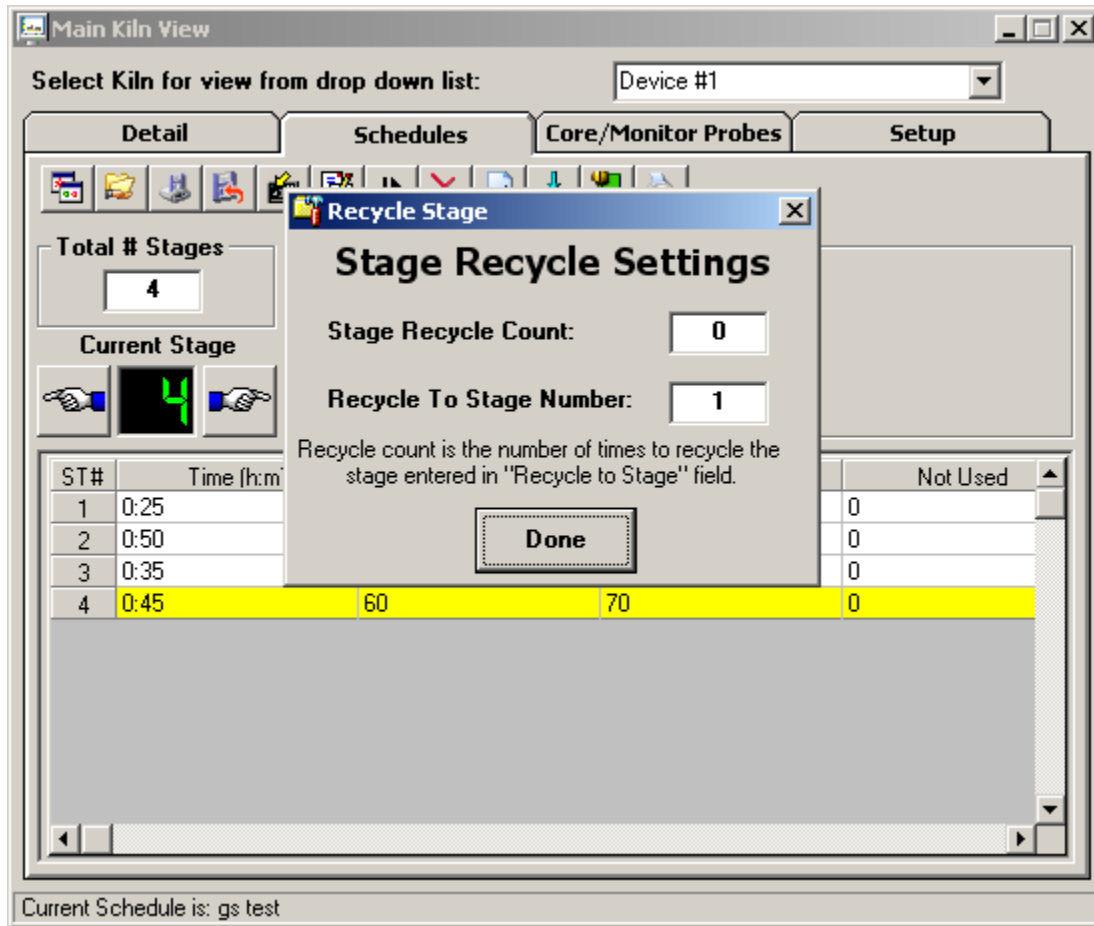 Main Kiln View
Select Kiln for view from drop down list:
Device #1
Detail
Schedules
Core/Monitor Probes
Setup
Recycle Stage
Total # Stages
4
Current Stage
4
Stage Recycle Settings
Stage Recycle Count:
0
Recycle To Stage Number:
1
Recycle count is the number of times to recycle the
stage entered in "Recycle to Stage" field.
Done
ST# Time (h:m Not Used
1 0:25 0
2 0:50 0
3 0:35 0
4 0:45 60 70 0
Current Schedule is: gs test